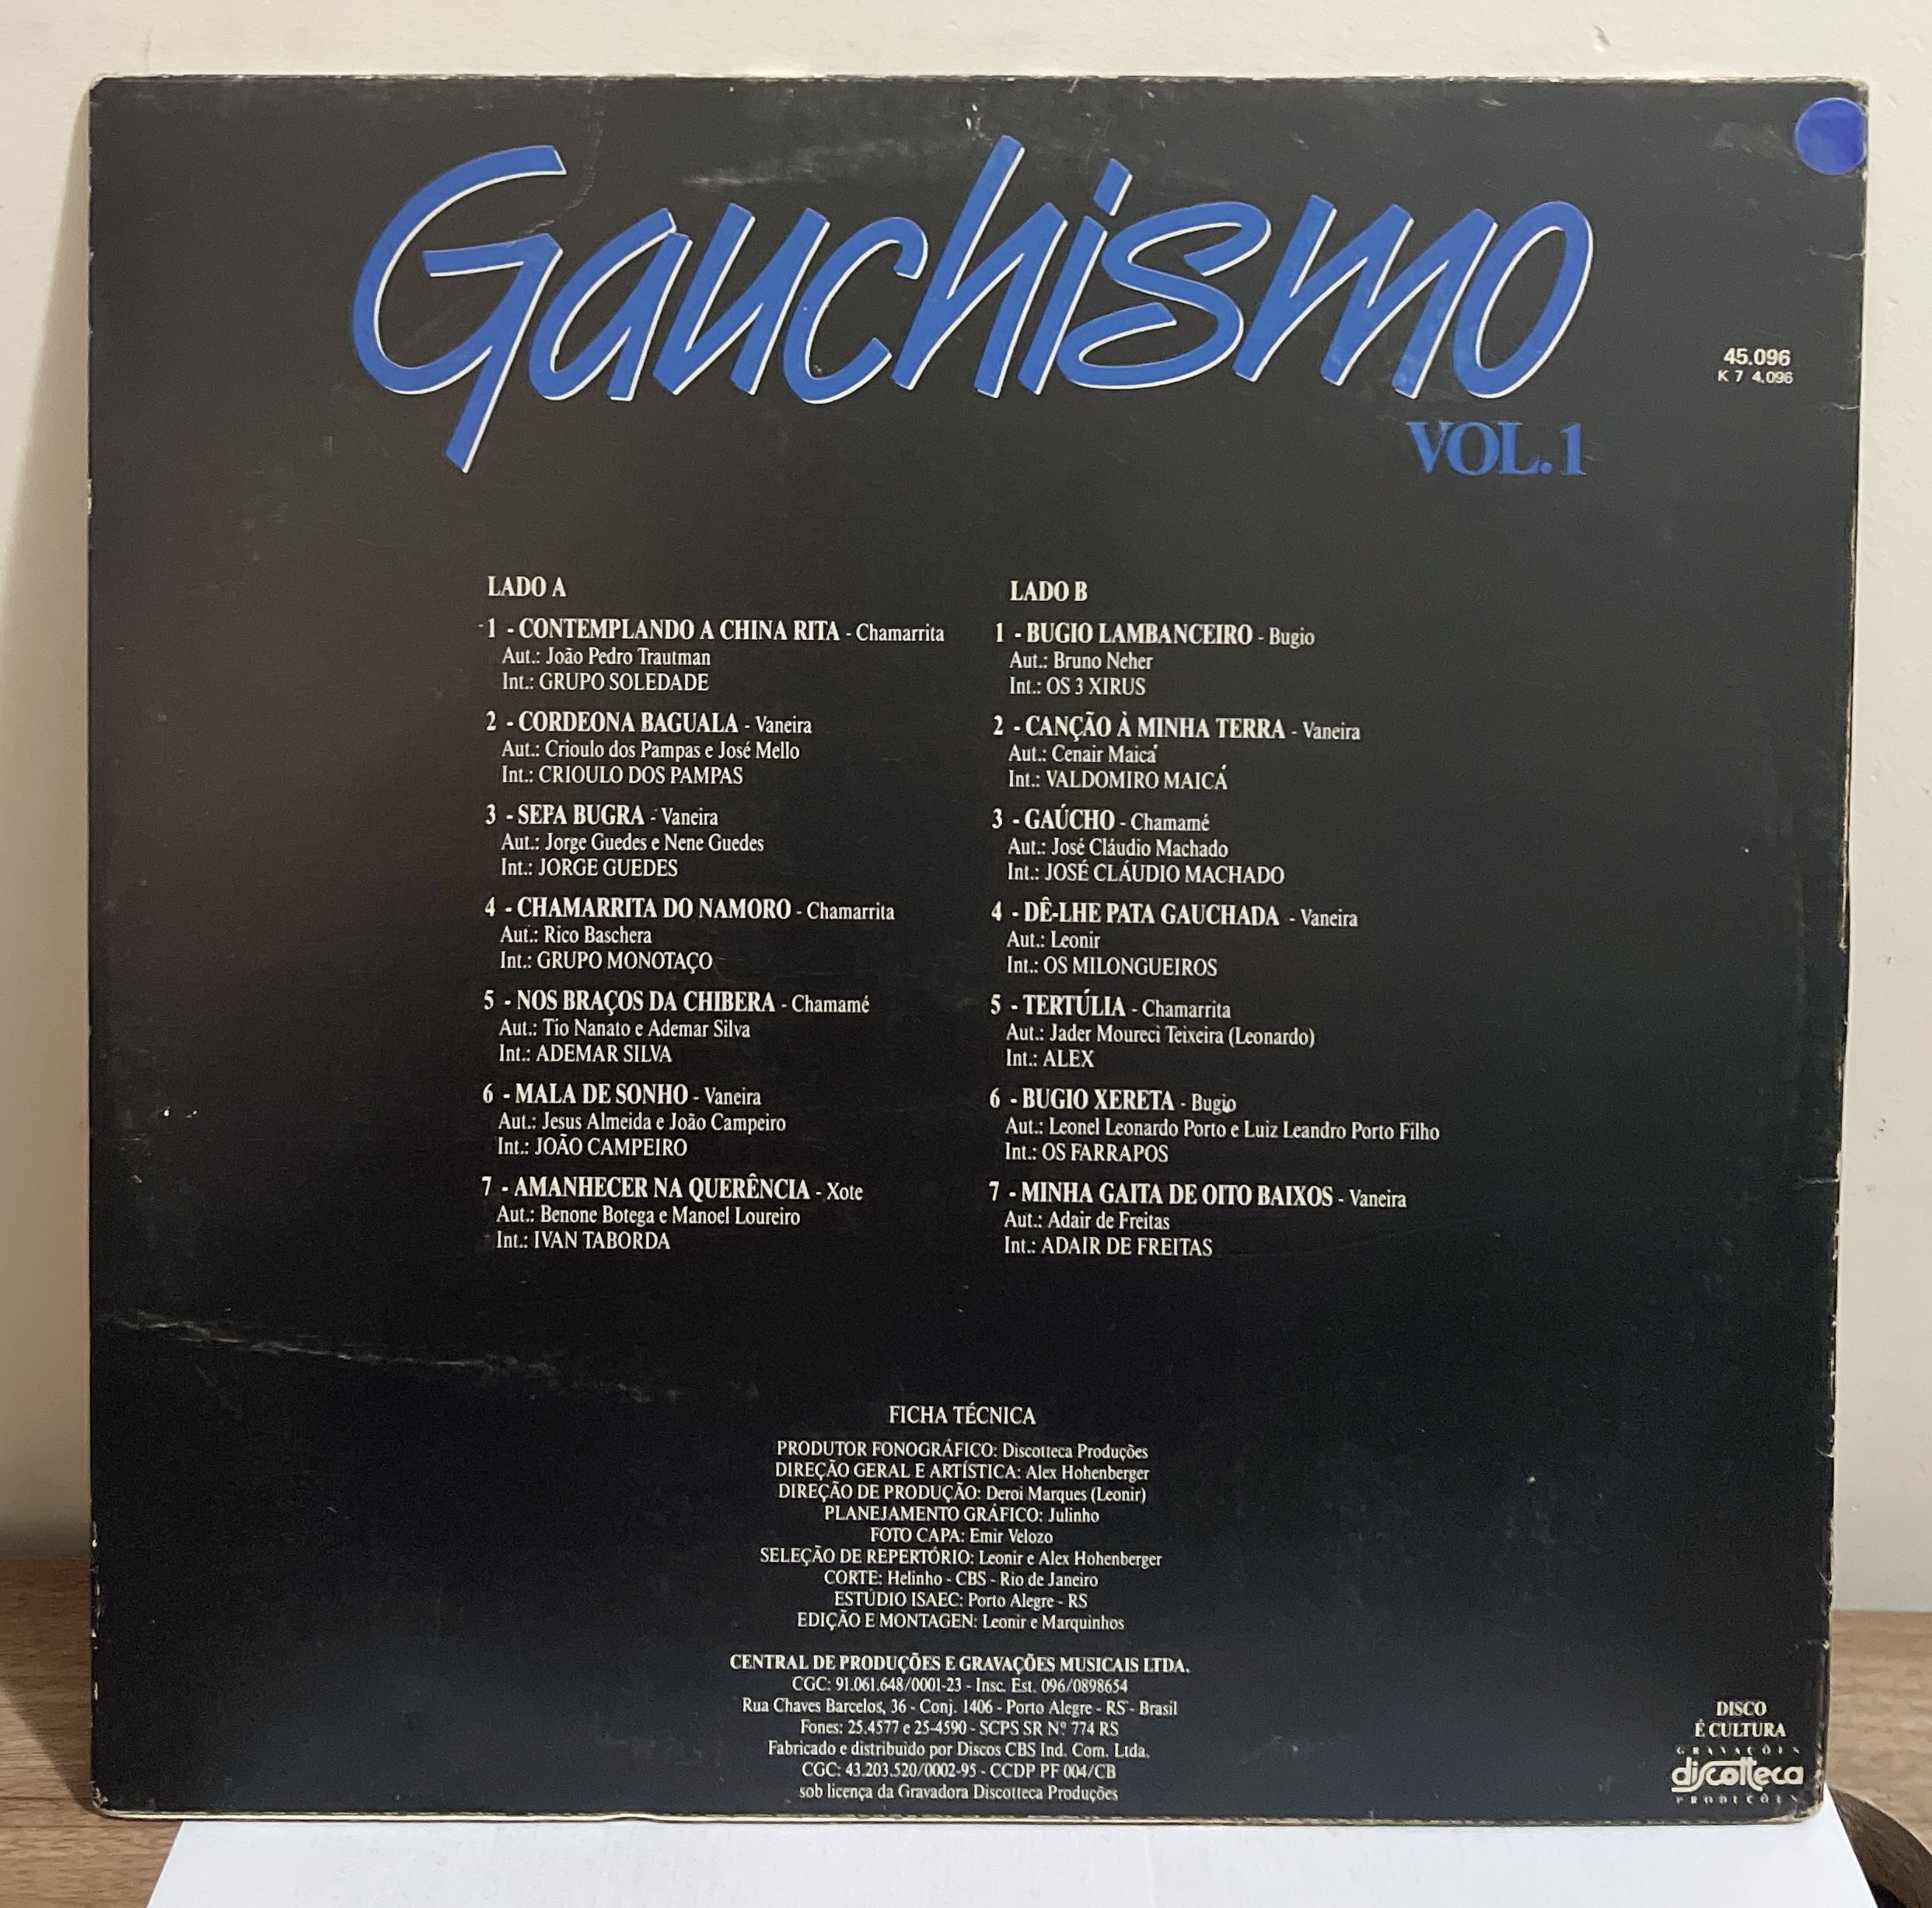 Gauchismo
VOL.1
45.096
K 7 4.096
LADO A
1 - CONTEMPLANDO A CHINA RITA - Chamarrita
Aut.: João Pedro Trautman
Int.: GRUPO SOLEDADE
2 - CORDEONA BAGUALA - Vaneira
Aut.: Crioulo dos Pampas e José Mello
Int.: CRIOULO DOS PAMPAS
3 - SEPA BUGRA - Vaneira
Aut.: Jorge Guedes e Nene Guedes
Int.: JORGE GUEDES
4 - CHAMARRITA DO NAMORO - Chamarrita
Aut.: Rico Baschera
Int.: GRUPO MONOTAÇO
5 - NOS BRAÇOS DA CHIBERA - Chamamé
Aut.: Tio Nanato e Ademar Silva
Int.: ADEMAR SILVA
6 - MALA DE SONHO - Vaneira
Aut.: Jesus Almeida e João Campeiro
Int.: JOÃO CAMPEIRO
7 - AMANHECER NA QUERÊNCIA - Xote
Aut.: Benone Botega e Manoel Loureiro
Int.: IVAN TABORDA
LADO B
1 - BUGIO LAMBANCEIRO - Bugio
Aut.: Bruno Neher
Int.: OS 3 XIRUS
2 - CANÇÃO À MINHA TERRA - Vaneira
Aut.: Cenair Maicá
Int.: VALDOMIRO MAICÁ
3 - GAÚCHO - Chamamé
Aut.: José Cláudio Machado
Int.: JOSÉ CLÁUDIO MACHADO
4 - DÊ-LHE PATA GAUCHADA - Vaneira
Aut.: Leonir
Int.: OS MILONGUEIROS
5 - TERTÚLIA - Chamarrita
Aut.: Jader Moureci Teixeira (Leonardo)
Int.: ALEX
6 - BUGIO XERETA - Bugio
Aut.: Leonel Leonardo Porto e Luiz Leandro Porto Filho
Int.: OS FARRAPOS
7 - MINHA GAITA DE OITO BAIXOS - Vaneira
Aut.: Adair de Freitas
Int.: ADAIR DE FREITAS
FICHA TÉCNICA
PRODUTOR FONOGRÁFICO: Discotteca Produções
DIREÇÃO GERAL E ARTÍSTICA: Alex Hohenberger
DIREÇÃO DE PRODUÇÃO: Deroi Marques (Leonir)
PLANEJAMENTO GRÁFICO: Julinho
FOTO CAPA: Emir Velozo
SELEÇÃO DE REPERTÓRIO: Leonir e Alex Hohenberger
CORTE: Helinho - CBS - Rio de Janeiro
ESTÚDIO ISAEC: Porto Alegre - RS
EDIÇÃO E MONTAGEN: Leonir e Marquinhos
CENTRAL DE PRODUÇÕES E GRAVAÇÕES MUSICAIS LTDA.
CGC: 91.061.648/0001-23 - Insc. Est. 096/0898654
Rua Chaves Barcelos, 36 - Conj. 1406 - Porto Alegre - RS - Brasil
Fones: 25.4577 e 25-4590 - SCPS SR Nº 774 RS
Fabricado e distribuido por Discos CBS Ind. Com. Ltda.
CGC: 43.203.520/0002-95 - CCDP PF 004/CB
sob licença da Gravadora Discotteca Produções
DISCO
É CULTURA
GRAVAÇÕES
discotteca
PRODUÇÕES